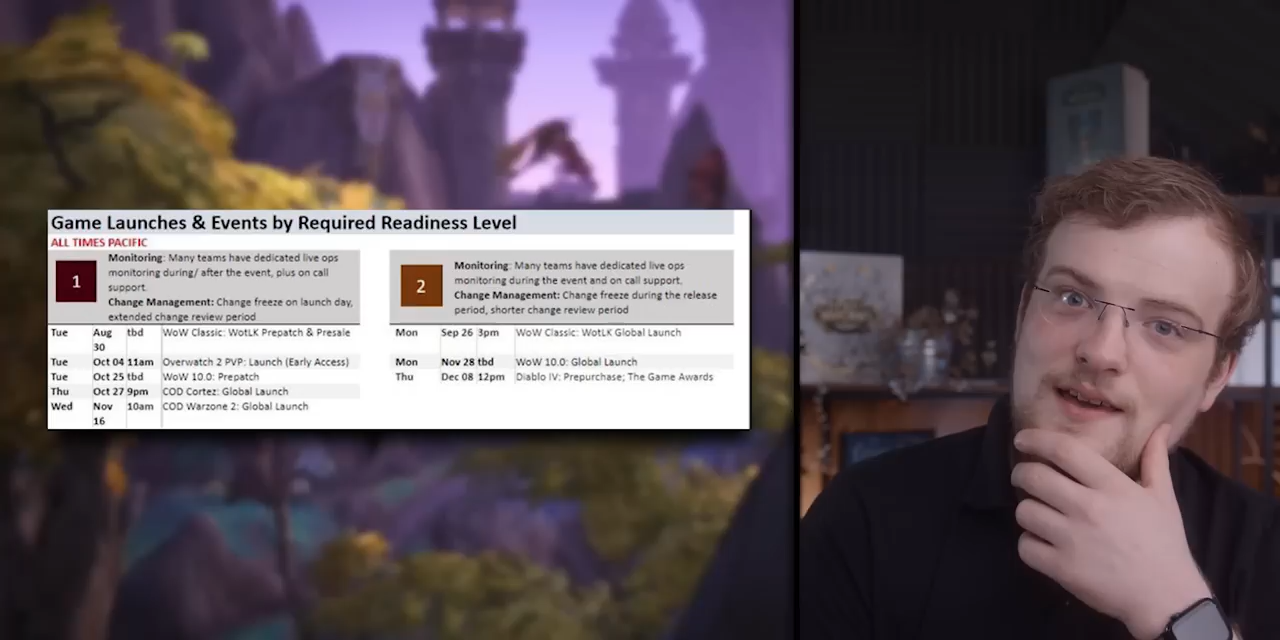 Game Launches & Events by Required Readiness Level
ALL TIMES PACIFIC
1
Monitoring: Many teams have dedicated live ops
monitoring during/ after the event, plus on call
support.
Change Management: Change freeze on launch day,
extended change review period
Tue Aug 30 tbd WoW Classic: WotLK Prepatch & Presale
Tue Oct 04 11am Overwatch 2 PVP: Launch (Early Access)
Tue Oct 25 tbd WoW 10.0: Prepatch
Thu Oct 27 9pm COD Cortez: Global Launch
Wed Nov 16 10am COD Warzone 2: Global Launch
2
Monitoring: Many teams have dedicated live ops
monitoring during the event and on call support.
Change Management: Change freeze during the release
period, shorter change review period
Mon Sep 26 3pm WoW Classic: WotLK Global Launch
Mon Nov 28 tbd WoW 10.0: Global Launch
Thu Dec 08 12pm Diablo IV: Prepurchase; The Game Awards